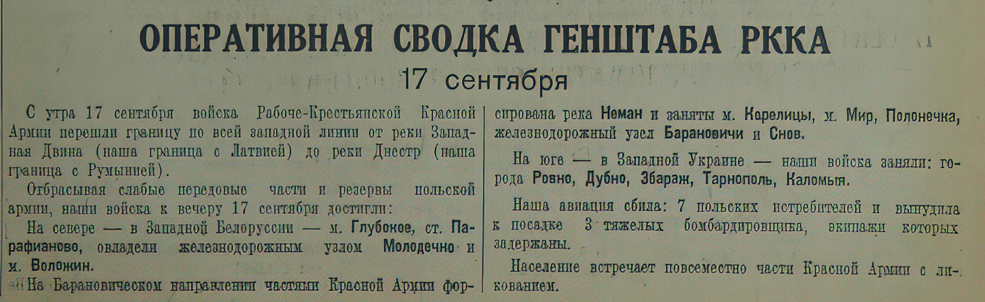 ОПЕРАТИВНАЯ СВОДКА ГЕНШТАБА РККА
17 сентября
С утра 17 сентября войска Рабоче-Крестьянской Красной
Армии перешли границу по всей западной линии от реки Запад-
ная Двина (наша граница с Латвией) до реки Днестр (наша
граница с Румынией).
Отбрасывая слабые передовые части и резервы польской
армии, наши войска к вечеру 17 сентября достигли:
На севере — в Западной Белоруссии — м. Глубокое, ст. Па-
рафианово, овладели железнодорожным узлом Молодечно и
м. Воложин.
На Барановическом направлении частями Красной Армии фор-
сирована река Неман и заняты м. Корелицы, м. Мир, Полонечка,
железнодорожный узел Барановичи и Снов.
На юге — в Западной Украине — наши войска заняли: го-
рода Ровно, Дубно, Збараж, Тарнополь, Каломыя.
Наша авиация сбила: 7 польских истребителей и вынудила
к посадке 3 тяжелых бомбардировщика, экипажи которых
задержаны.
Население встречает повсеместно части Красной Армии с ли-
кованием.